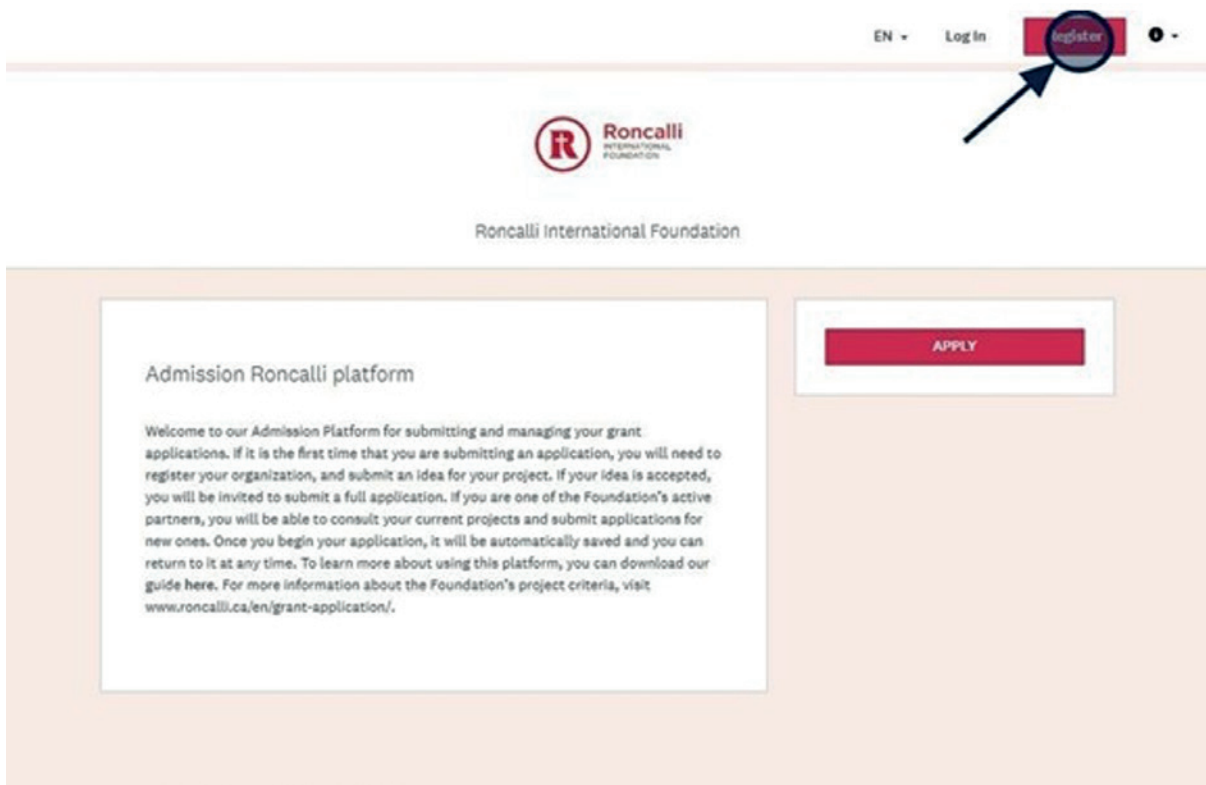 EN
Log In
Register
R
Roncalli
INTERNATIONAL
FOUNDATION
Roncalli International Foundation
APPLY
Admission Roncalli platform
Welcome to our Admission Platform for submitting and managing your grant
applications. If it is the first time that you are submitting an application, you will need to
register your organization, and submit an idea for your project. If your idea is accepted,
you will be invited to submit a full application. If you are one of the Foundation's active
partners, you will be able to consult your current projects and submit applications for
new ones. Once you begin your application, it will be automatically saved and you can
return to it at any time. To learn more about using this platform, you can download our
guide here. For more information about the Foundation's project criteria, visit
www.roncalli.ca/en/grant-application/.